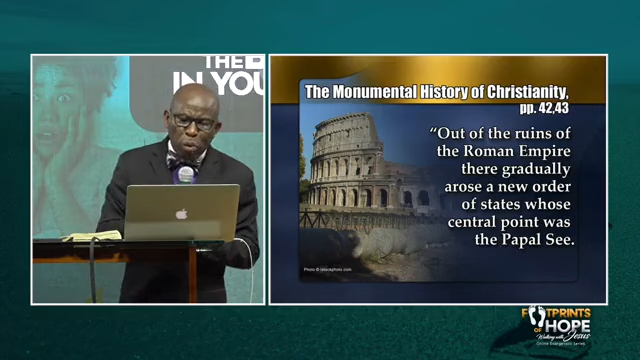 THE
IN YOU
The Monumental History of Christianity,
pp. 42,43
“Out of the ruins of
the Roman Empire
there gradually
arose a new order
of states whose
central point was
the Papal See.
Photo © istockphoto.com
FOOTPRINTS
OF HOPE
Walking with Jesus
Online Evangelistic Series